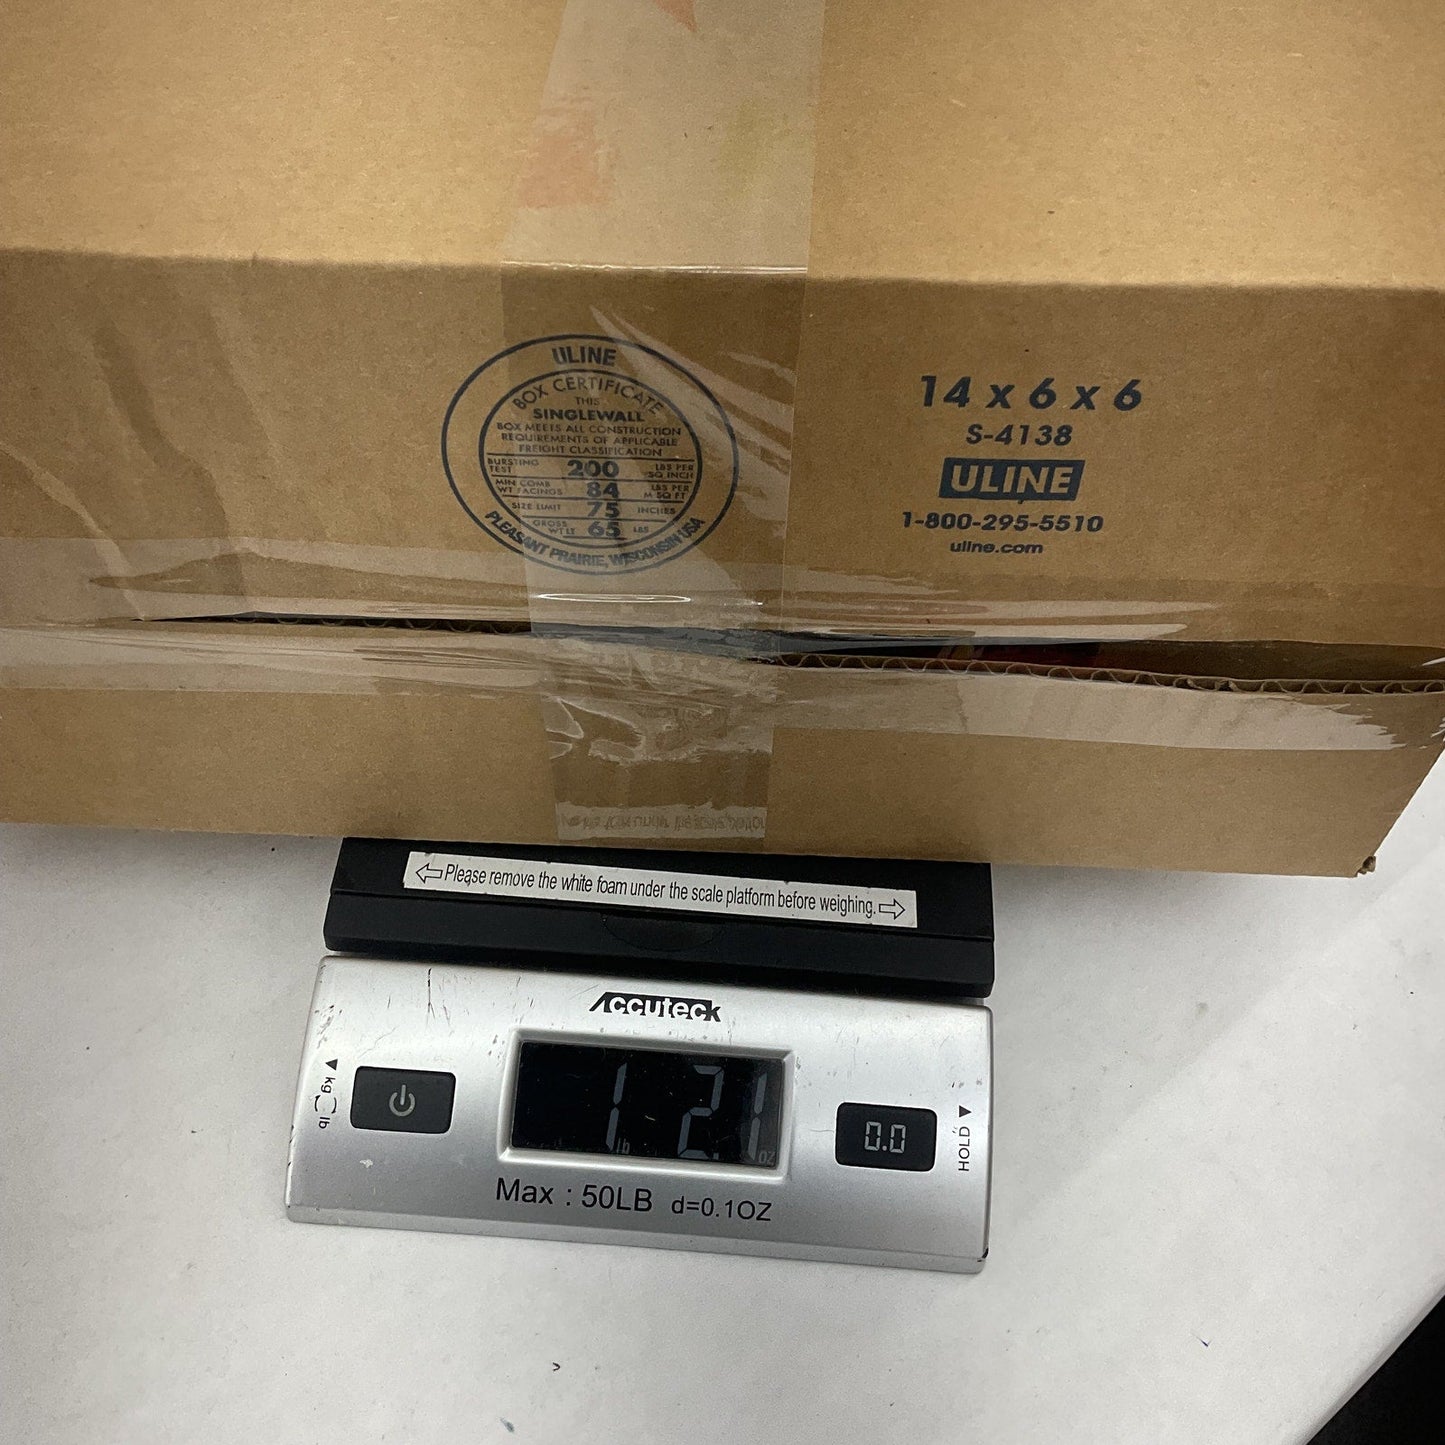 ULINE
BOX CERTIFICATE
THIS
SINGLEWALL
BOX MEETS ALL CONSTRUCTION
REQUIREMENTS OF APPLICABLE
FREIGHT CLASSIFICATION
BURSTING TEST 200 LBS PER SQ INCH
MIN COMB WT FACINGS 84 LBS PER M SQ FT
SIZE LIMIT 75 INCHES
GROSS WT LT 65 LBS
PLEASANT PRAIRIE, WISCONSIN USA
14 x 6 x 6
S-4138
ULINE
1-800-295-5510
uline.com
Please remove the white foam under the scale platform before weighing.
Accuteck
kg lb
1 lb 2.1 oz
0.0
HOLD
Max : 50LB d=0.1OZ